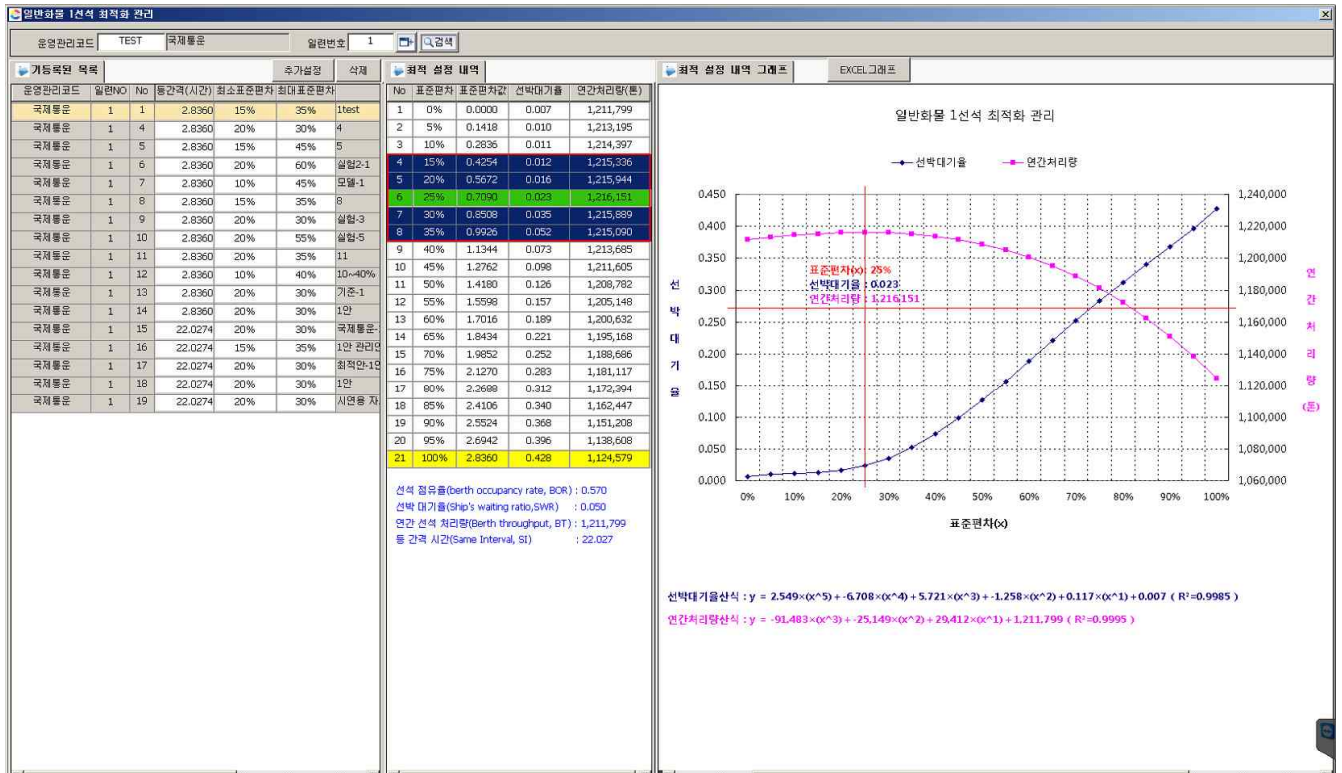 일반화물 1선석 최적화 관리
운영관리코드 TEST 국제통운 일련번호 1 검색
기등록된 목록 추가설정 삭제
운영관리코드 일련NO No 등간격(시간) 최소표준편차 최대표준편차
국제통운 1 1 2.8360 15% 35% 1test
국제통운 1 4 2.8360 20% 30% 4
국제통운 1 5 2.8360 15% 45% 5
국제통운 1 6 2.8360 20% 60% 실험2-1
국제통운 1 7 2.8360 10% 45% 모델-1
국제통운 1 8 2.8360 15% 35% 8
국제통운 1 9 2.8360 20% 30% 실험-3
국제통운 1 10 2.8360 20% 55% 실험-5
국제통운 1 11 2.8360 20% 35% 11
국제통운 1 12 2.8360 10% 40% 10~40%
국제통운 1 13 2.8360 20% 30% 기준-1
국제통운 1 14 2.8360 20% 30% 1안
국제통운 1 15 22.0274 20% 30% 국제통운-
국제통운 1 16 22.0274 15% 35% 1안 관리안
국제통운 1 17 22.0274 20% 30% 최적안-1안
국제통운 1 18 22.0274 20% 30% 1안
국제통운 1 19 22.0274 20% 30% 시연용 자
최적 설정 내역
No 표준편차 표준편차값 선박대기율 연간처리량(톤)
1 0% 0.0000 0.007 1,211,799
2 5% 0.1418 0.010 1,213,195
3 10% 0.2836 0.011 1,214,397
4 15% 0.4254 0.012 1,215,336
5 20% 0.5672 0.016 1,215,944
6 25% 0.7090 0.023 1,216,151
7 30% 0.8508 0.035 1,215,889
8 35% 0.9926 0.052 1,215,090
9 40% 1.1344 0.073 1,213,685
10 45% 1.2762 0.098 1,211,605
11 50% 1.4180 0.126 1,208,782
12 55% 1.5598 0.157 1,205,148
13 60% 1.7016 0.189 1,200,632
14 65% 1.8434 0.221 1,195,168
15 70% 1.9852 0.252 1,188,686
16 75% 2.1270 0.283 1,181,117
17 80% 2.2688 0.312 1,172,394
18 85% 2.4106 0.340 1,162,447
19 90% 2.5524 0.368 1,151,208
20 95% 2.6942 0.396 1,138,608
21 100% 2.8360 0.428 1,124,579
선석 점유율(berth occupancy rate, BOR) : 0.570
선박 대기율(Ship's waiting ratio,SWR) : 0.050
연간 선석 처리량(Berth throughput, BT) : 1,211,799
등 간격 시간(Same Interval, SI) : 22.027
최적 설정 내역 그래프 EXCEL그래프
일반화물 1선석 최적화 관리
선박대기율 연간처리량
0.450 1,240,000
0.400 1,220,000
0.350 1,200,000
0.300 1,180,000
0.250 1,160,000
0.200 1,140,000
0.150 1,120,000
0.100 1,100,000
0.050 1,080,000
0.000 1,060,000
표준편차(x): 25%
선박대기율 : 0.023
연간처리량 : 1,216,151
선박대기율
연간처리량(톤)
0% 10% 20% 30% 40% 50% 60% 70% 80% 90% 100%
표준편차(x)
선박대기율산식 : y = 2.549×(x^5)+-6.708×(x^4)+5.721×(x^3)+-1.258×(x^2)+0.117×(x^1)+0.007 ( R²=0.9985 )
연간처리량산식 : y = -91,483×(x^3)+-25,149×(x^2)+29,412×(x^1)+1,211,799 ( R²=0.9995 )